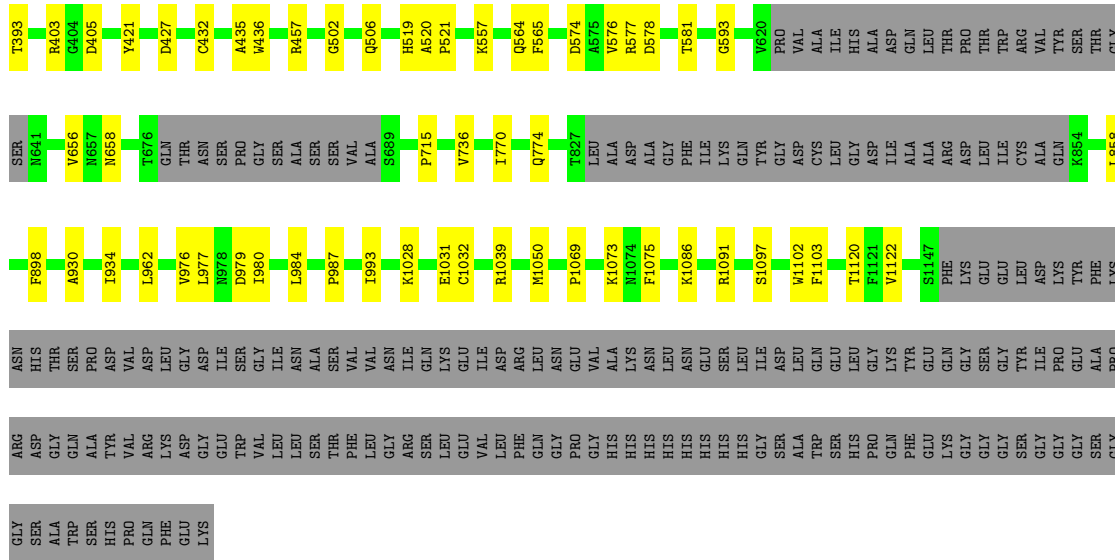 T393 R403 G404 D405 Y421 D427 C432 A435 W436 R457 G502 Q506 H519 A520 P521 K557 Q564 F565 D574 A575 V576 R577 D578 T581 G593 V620 PRO VAL ALA ILE HIS ALA ASP GLN LEU THR PRO THR TRP ARG VAL TYR SER THR GLY
SER N641 V656 N657 N658 T676 GLN THR ASN SER PRO GLY SER ALA SER SER VAL ALA S689 P715 V736 I770 Q774 T827 LEU ALA ASP ALA GLY PHE ILE LYS GLN TYR GLY ASP CYS LEU GLY ASP ILE ALA ALA ARG ASP LEU ILE CYS ALA GLN K854 L858
F898 A930 I934 L962 V976 L977 N978 D979 I980 L984 P987 I993 K1028 E1031 C1032 R1039 M1050 P1069 K1073 N1074 F1075 K1086 R1091 S1097 W1102 F1103 T1120 F1121 V1122 S1147 PHE LYS GLU GLU LEU ASP LYS TYR PHE LYS
ASN HIS THR SER PRO ASP VAL ASP LEU GLY ASP ILE SER GLY ILE ASN ALA SER VAL VAL ASN ILE GLN LYS GLU ILE ASP ARG LEU ASN GLU VAL ALA LYS ASN LEU ASN GLU SER LEU ILE ASP LEU GLN GLU LEU GLY LYS TYR GLU GLN GLY SER GLY TYR ILE PRO GLU ALA PRO
ARG ASP GLY GLN ALA TYR VAL ARG LYS ASP GLY GLU TRP VAL LEU LEU SER THR PHE LEU GLY ARG SER LEU GLU VAL LEU PHE GLN GLY PRO GLY HIS HIS HIS HIS HIS HIS HIS HIS GLY SER ALA TRP SER HIS PRO GLN PHE GLU LYS GLY GLY GLY SER GLY GLY GLY SER GLY
GLY SER ALA TRP SER HIS PRO GLN PHE GLU LYS